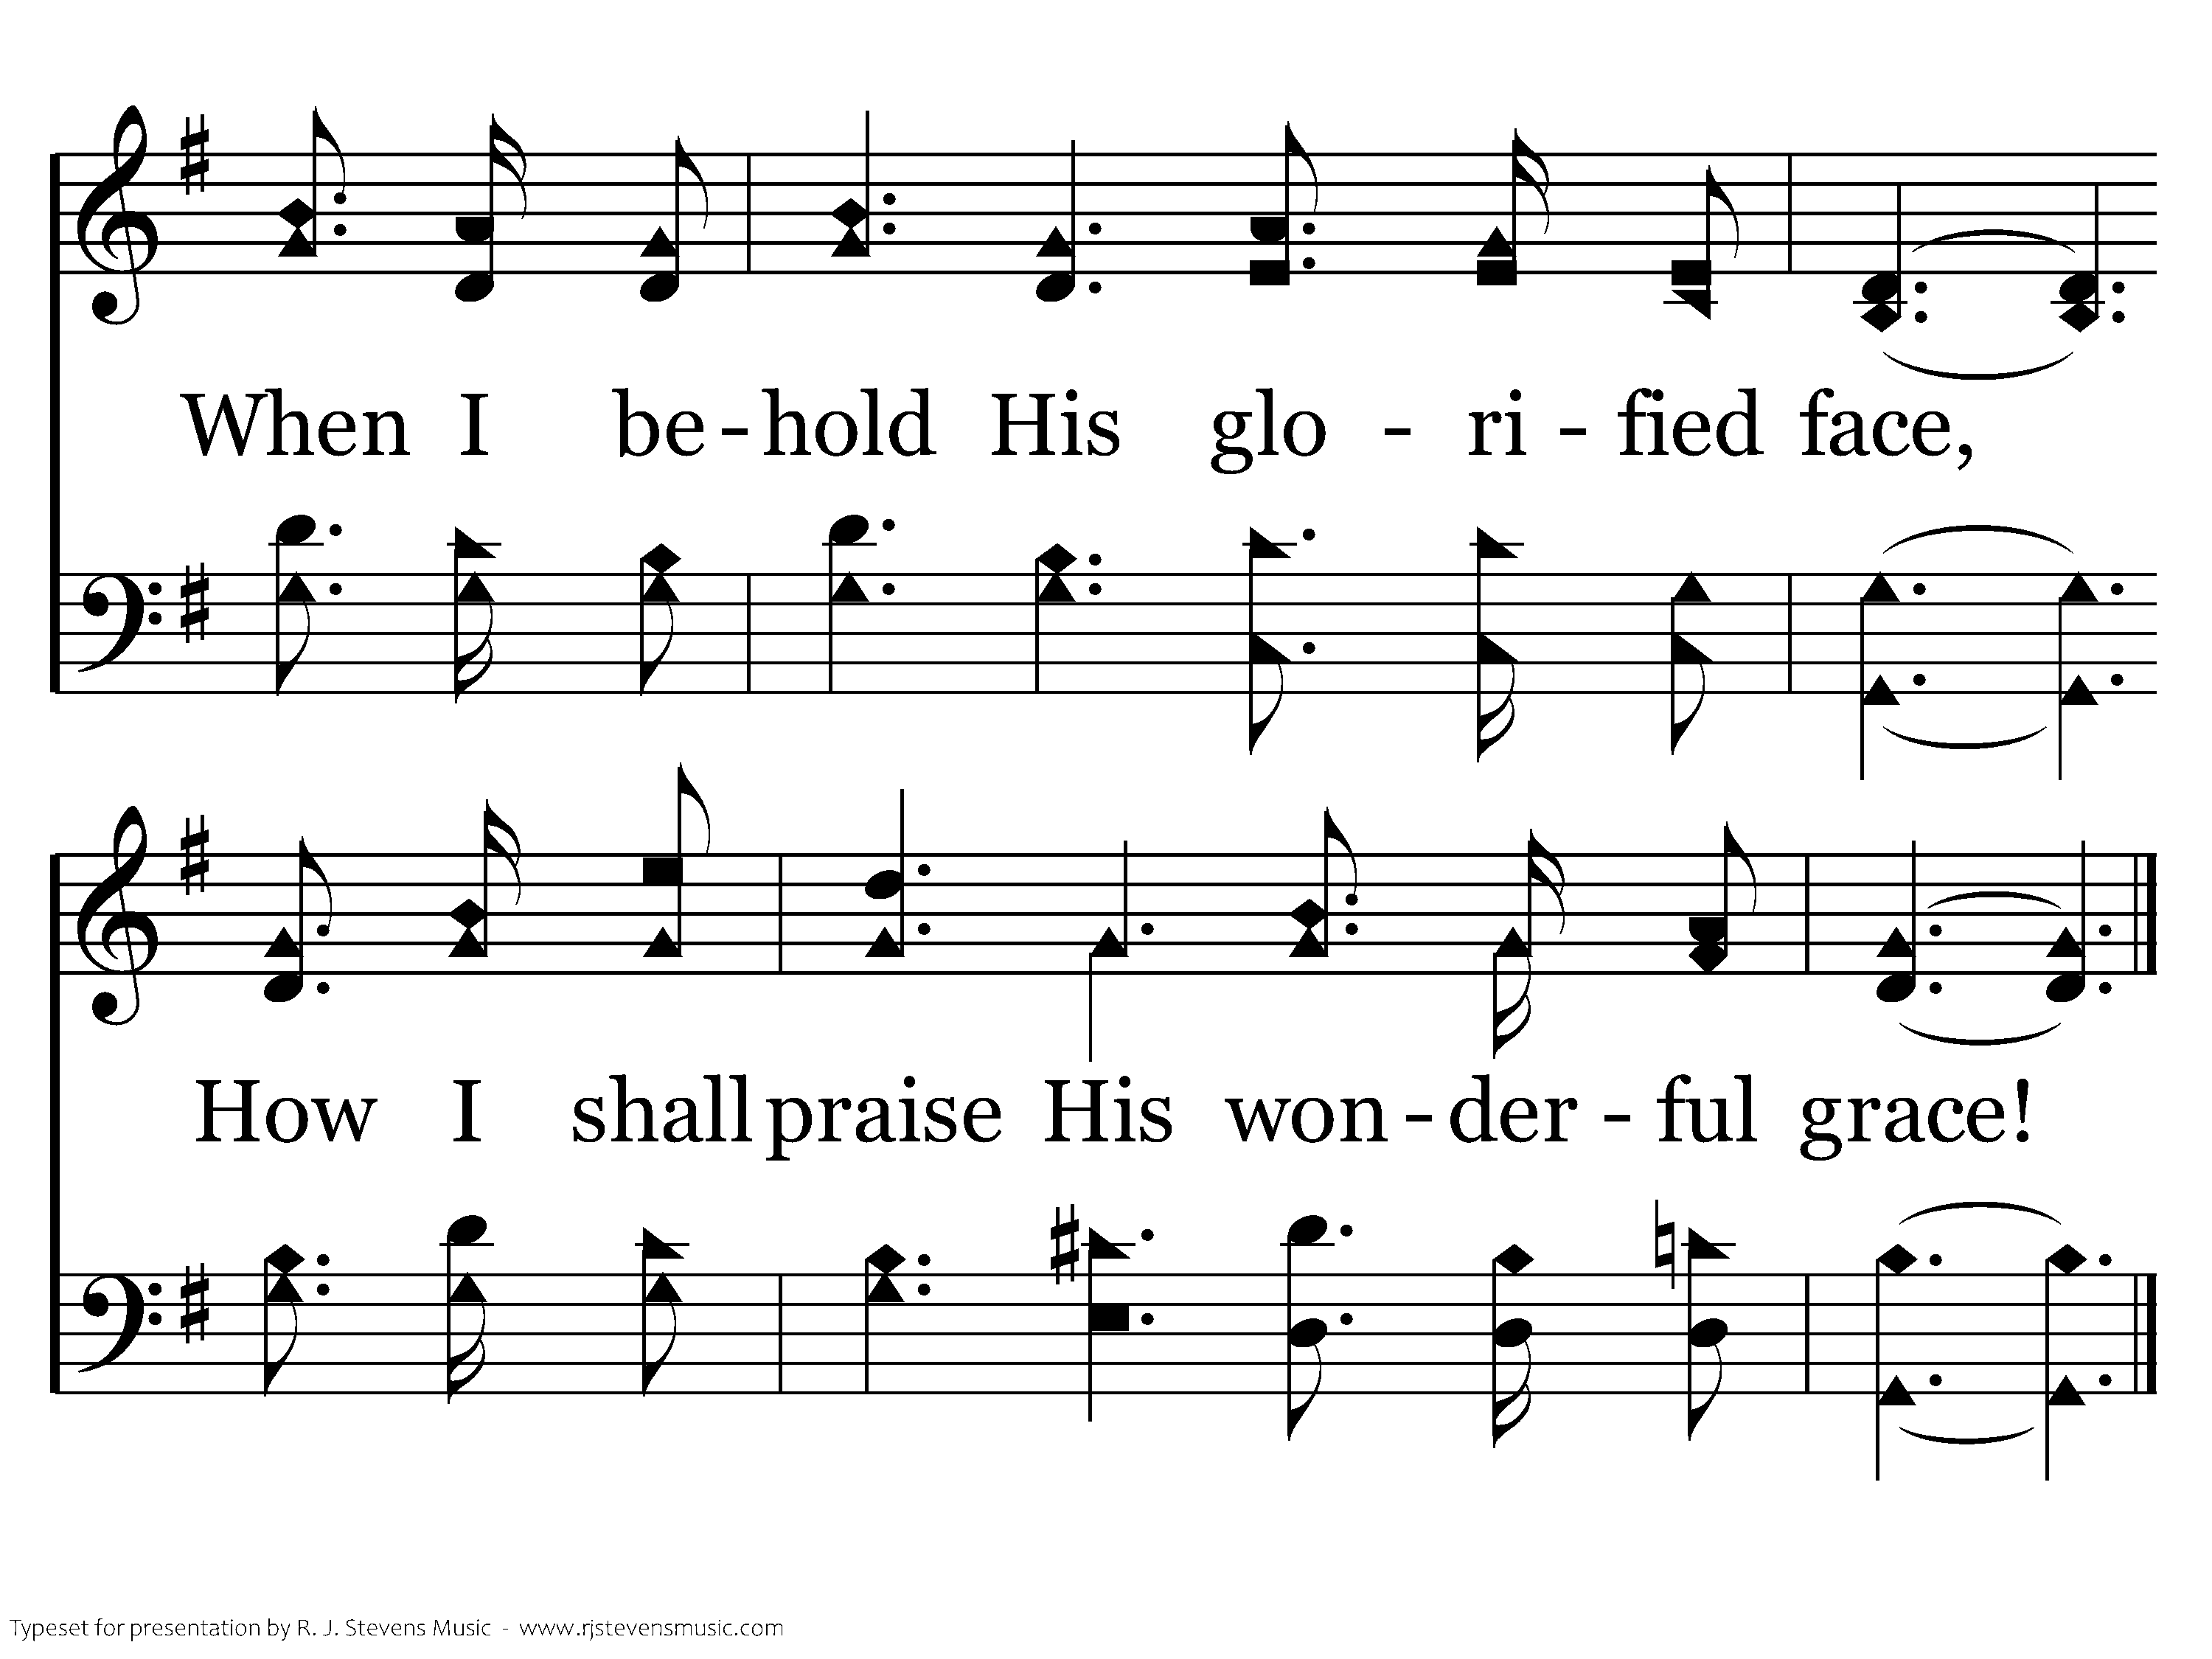 When I be - hold His glo - ri - fied face,
How I shall praise His won - der - ful grace!
Typeset for presentation by R. J. Stevens Music - www.rjstevensmusic.com